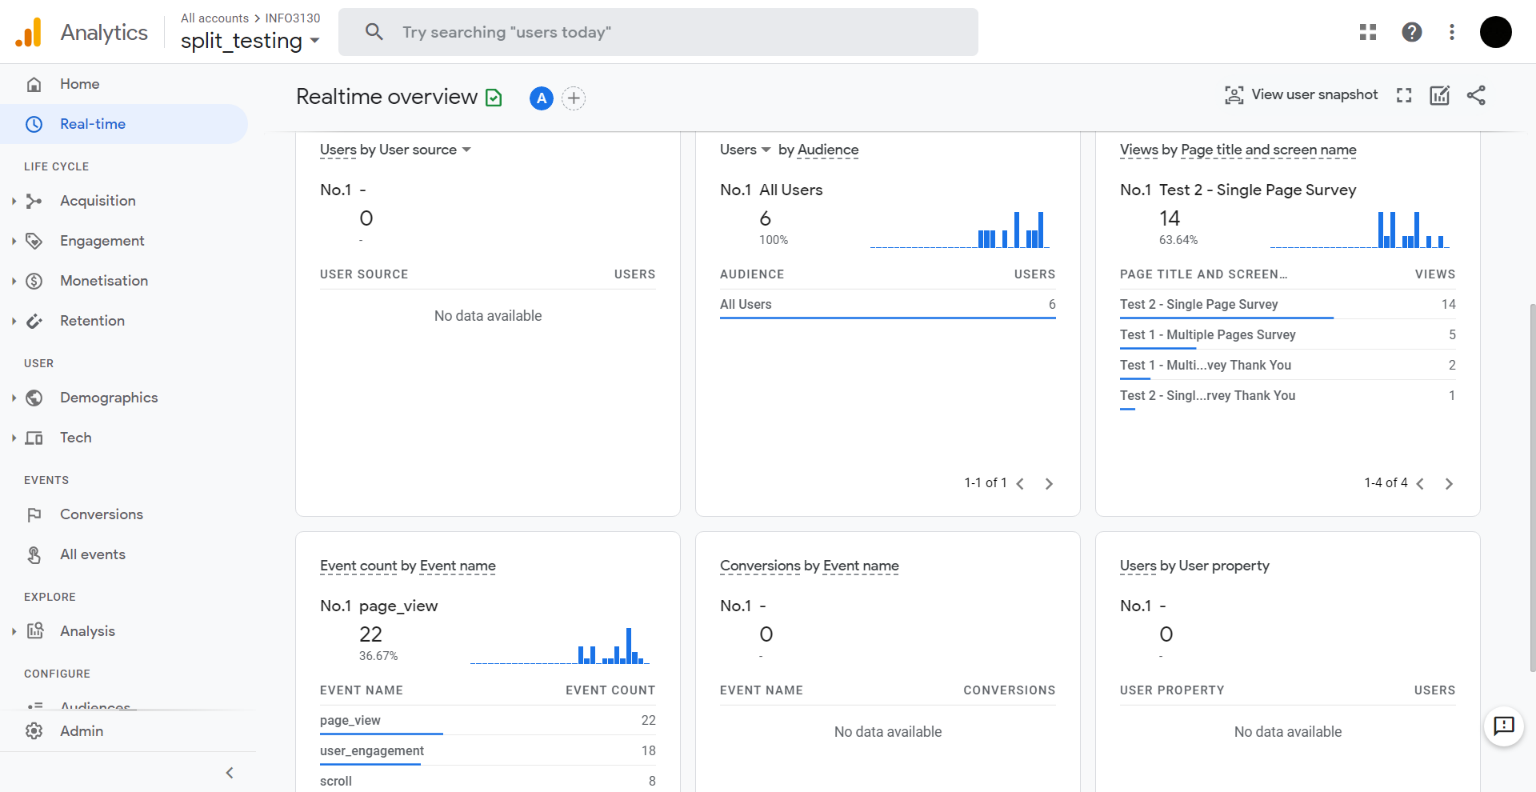 Analytics
All accounts > INFO3130
split_testing
Try searching "users today"
Home
Real-time
LIFE CYCLE
Acquisition
Engagement
Monetisation
Retention
USER
Demographics
Tech
EVENTS
Conversions
All events
EXPLORE
Analysis
CONFIGURE
Audiences
Admin
Realtime overview
A
View user snapshot
Users by User source
No.1 -
0
-
USER SOURCE USERS
No data available
Users by Audience
No.1 All Users
6
100%
AUDIENCE USERS
All Users 6
1-1 of 1
Views by Page title and screen name
No.1 Test 2 - Single Page Survey
14
63.64%
PAGE TITLE AND SCREEN... VIEWS
Test 2 - Single Page Survey 14
Test 1 - Multiple Pages Survey 5
Test 1 - Multi...vey Thank You 2
Test 2 - Singl...rvey Thank You 1
1-4 of 4
Event count by Event name
No.1 page_view
22
36.67%
EVENT NAME EVENT COUNT
page_view 22
user_engagement 18
scroll 8
Conversions by Event name
No.1 -
0
-
EVENT NAME CONVERSIONS
No data available
Users by User property
No.1 -
0
-
USER PROPERTY USERS
No data available